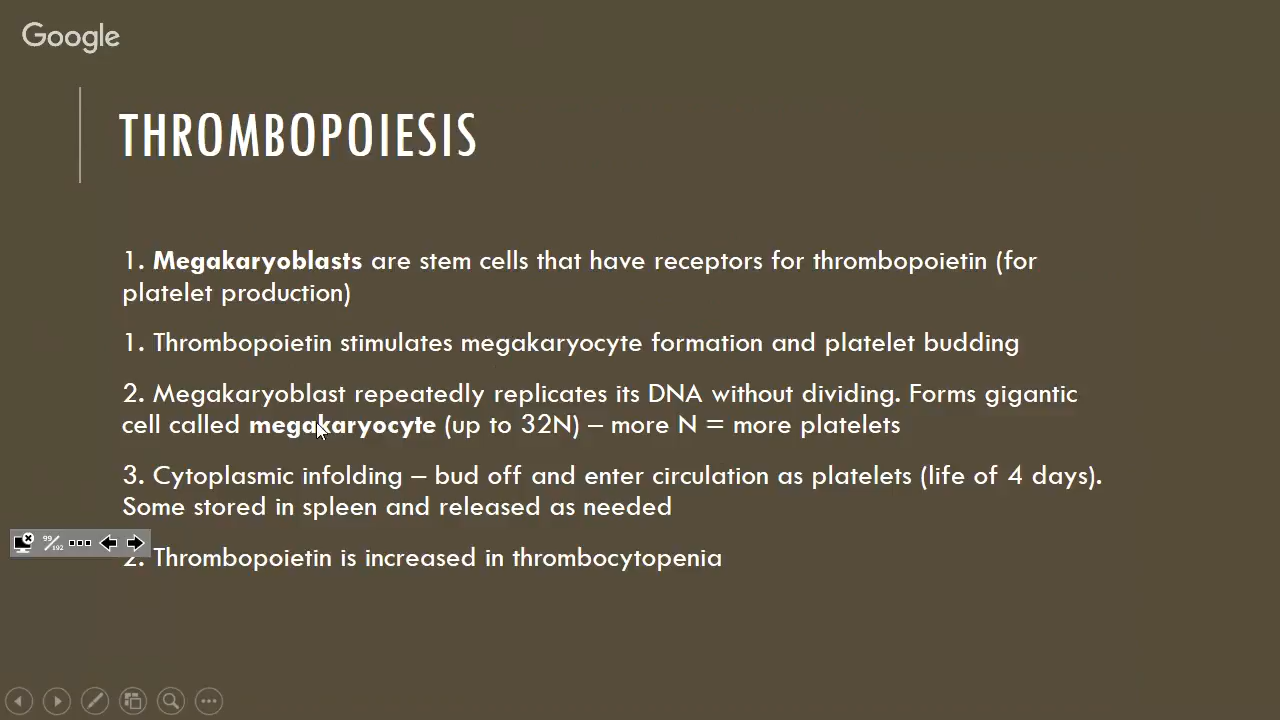 Google
THROMBOPOIESIS
1. Megakaryoblasts are stem cells that have receptors for thrombopoietin (for
platelet production)
1. Thrombopoietin stimulates megakaryocyte formation and platelet budding
2. Megakaryoblast repeatedly replicates its DNA without dividing. Forms gigantic
cell called megakaryocyte (up to 32N) – more N = more platelets
3. Cytoplasmic infolding – bud off and enter circulation as platelets (life of 4 days).
Some stored in spleen and released as needed
99/192
2. Thrombopoietin is increased in thrombocytopenia